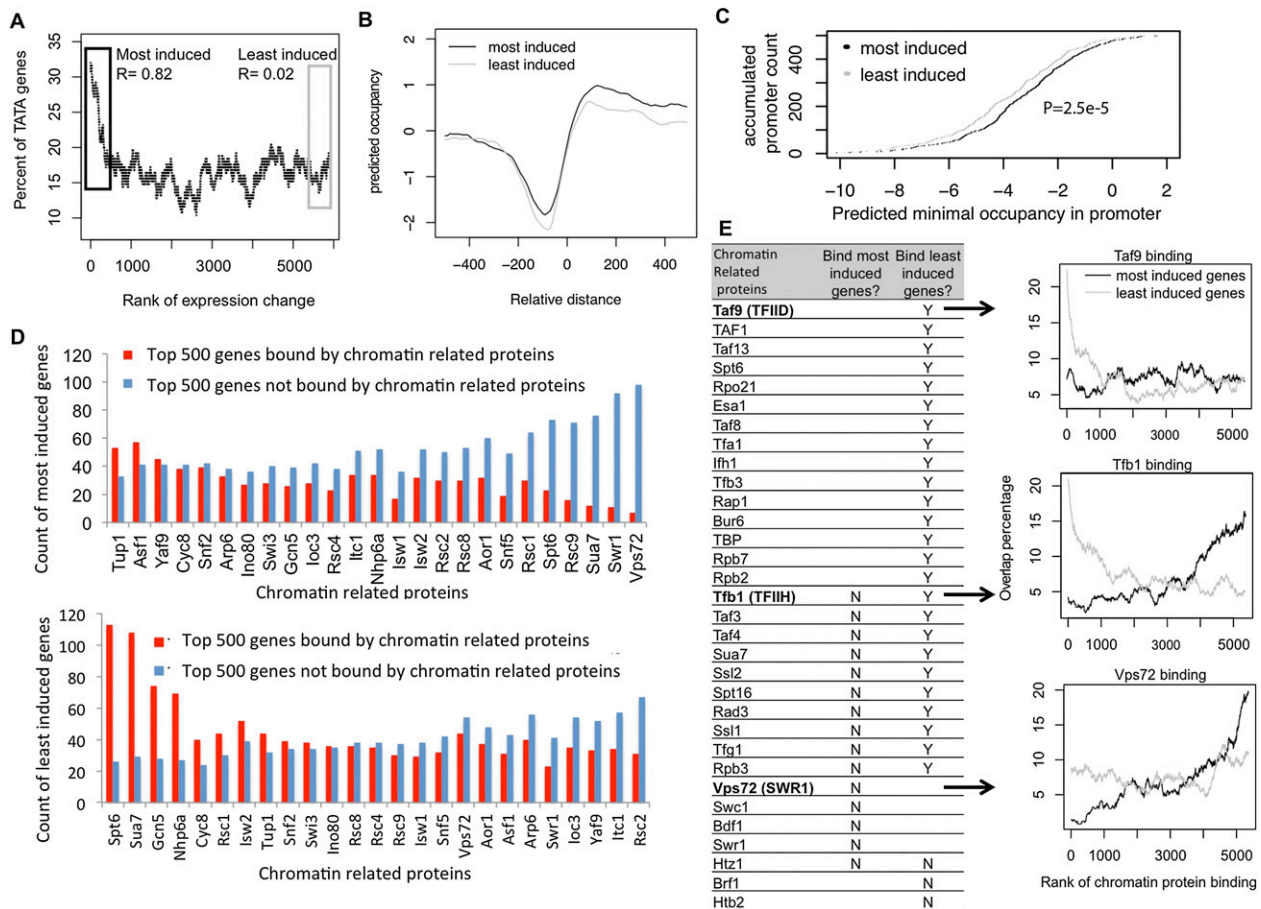 A
Most induced
R= 0.82
Least induced
R= 0.02
Percent of TATA genes
35
30
25
20
15
10
0 3000 6000
Rank of expression change
B
most induced
least induced
predicted occupancy
2
1
0
−1
−2
−400 −200 0 200 400
Relative distance
C
most induced
least induced
P=2.5e-5
accumulated
promoter count
0 200 400
−10 −8 −6 −4 −2 0 2
Predicted minimal occupancy in promoter
D
Top 500 genes bound by chromatin related proteins
Top 500 genes not bound by chromatin related proteins
Count of most induced genes
120
100
80
60
40
20
0
Tup1 Asf1 Yaf9 Cyc8 Snf2 Arp6 Ino80 Swi3 Gcn5 Ioc3 Rsc4 Itc1 Nhp6a Isw1 Isw2 Rsc2 Rsc8 Aor1 Snf5 Rsc1 Spt6 Rsc9 Sua7 Swr1 Vps72
Chromatin related proteins
Top 500 genes bound by chromatin related proteins
Top 500 genes not bound by chromatin related proteins
Count of least induced genes
120
100
80
60
40
20
0
Spt6 Sua7 Gcn5 Nhp6a Cyc8 Rsc1 Isw2 Tup1 Snf2 Swi3 Ino80 Rsc8 Rsc4 Rsc9 Isw1 Snf5 Vps72 Aor1 Asf1 Arp6 Swr1 Ioc3 Yaf9 Itc1 Rsc2
Chromatin related proteins
E
Chromatin Bind most Bind least
Related induced induced
proteins genes? genes?
Taf9 (TFIID) Y
TAF1 Y
Taf13 Y
Spt6 Y
Rpo21 Y
Esa1 Y
Taf8 Y
Tfa1 Y
Ifh1 Y
Tfb3 Y
Rap1 Y
Bur6 Y
TBP Y
Rpb7 Y
Rpb2 Y
Tfb1 (TFIIH) N Y
Taf3 N Y
Taf4 N Y
Sua7 N Y
Ssl2 N Y
Spt16 N Y
Rad3 N Y
Ssl1 N Y
Tfg1 N Y
Rpb3 N Y
Vps72 (SWR1) N
Swc1 N
Bdf1 N
Swr1 N
Htz1 N N
Brf1 N
Htb2 N
Taf9 binding
most induced genes
least induced genes
20
15
10
5
0 1000 3000 5000
Tfb1 binding
Overlap percentage
20
15
10
5
0 1000 3000 5000
Vps72 binding
20
15
10
5
0 1000 3000 5000
Rank of chromatin protein binding